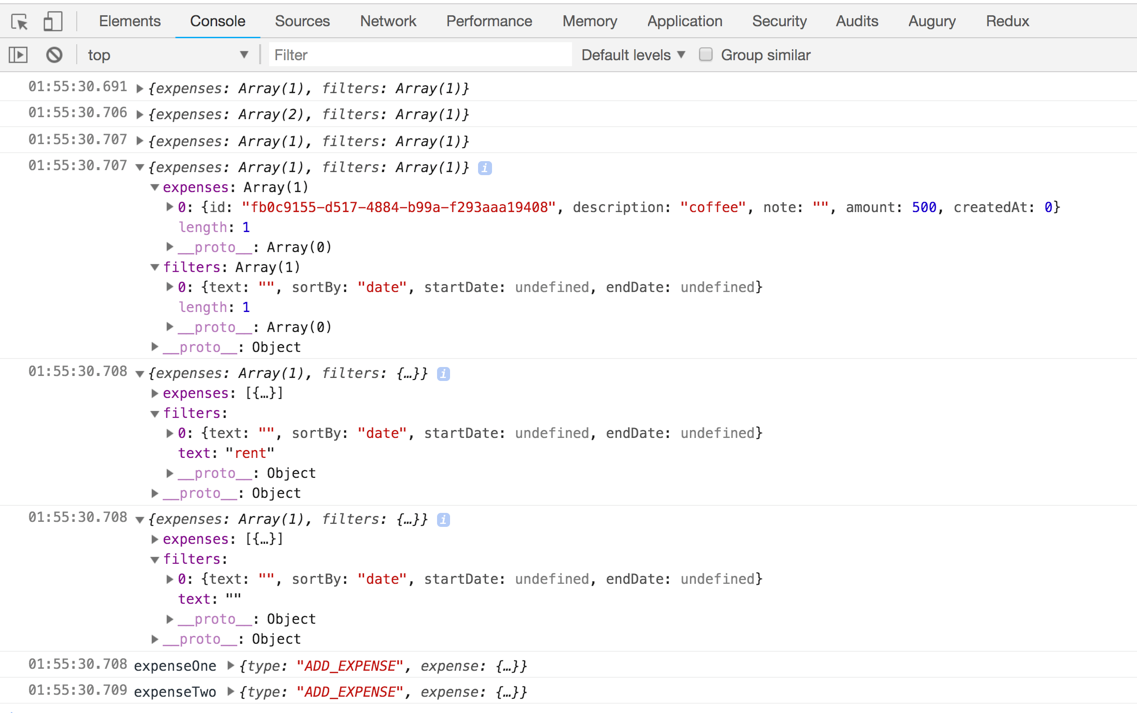 Elements Console Sources Network Performance Memory Application Security Audits Augury Redux
top Filter Default levels Group similar
01:55:30.691 {expenses: Array(1), filters: Array(1)}
01:55:30.706 {expenses: Array(2), filters: Array(1)}
01:55:30.707 {expenses: Array(1), filters: Array(1)}
01:55:30.707 {expenses: Array(1), filters: Array(1)} i
expenses: Array(1)
0: {id: "fb0c9155-d517-4884-b99a-f293aaa19408", description: "coffee", note: "", amount: 500, createdAt: 0}
length: 1
__proto__: Array(0)
filters: Array(1)
0: {text: "", sortBy: "date", startDate: undefined, endDate: undefined}
length: 1
__proto__: Array(0)
__proto__: Object
01:55:30.708 {expenses: Array(1), filters: {…}} i
expenses: [{…}]
filters:
0: {text: "", sortBy: "date", startDate: undefined, endDate: undefined}
text: "rent"
__proto__: Object
__proto__: Object
01:55:30.708 {expenses: Array(1), filters: {…}} i
expenses: [{…}]
filters:
0: {text: "", sortBy: "date", startDate: undefined, endDate: undefined}
text: ""
__proto__: Object
__proto__: Object
01:55:30.708 expenseOne {type: "ADD_EXPENSE", expense: {…}}
01:55:30.709 expenseTwo {type: "ADD_EXPENSE", expense: {…}}